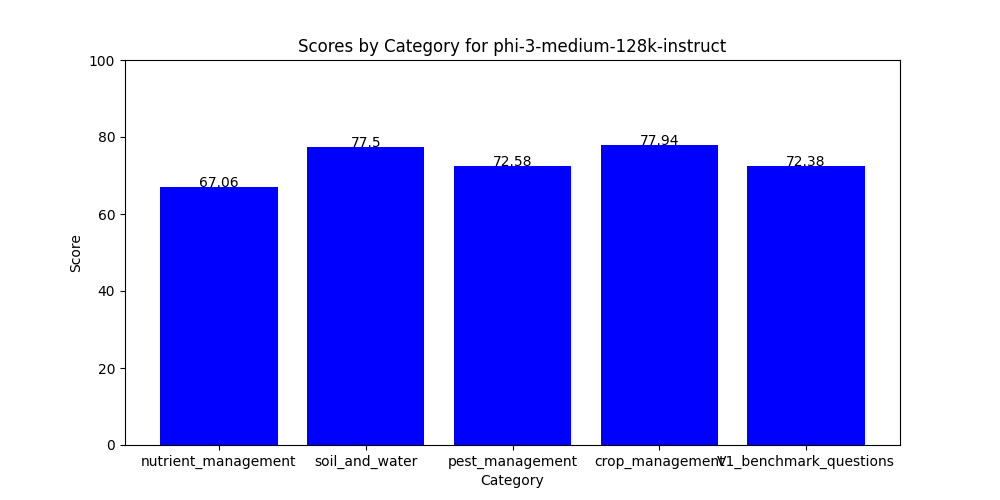 Scores by Category for phi-3-medium-128k-instruct
Score
100
80
60
40
20
0
67.06
77.5
72.58
77.94
72.38
nutrient_management
soil_and_water
pest_management
crop_management
V1_benchmark_questions
Category